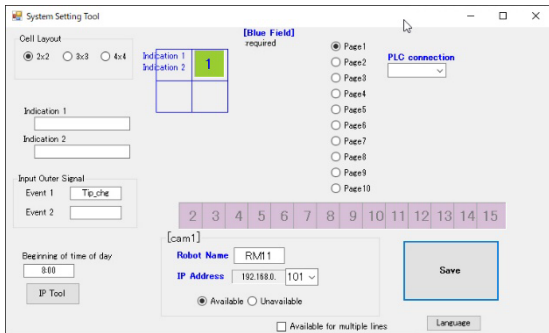 System Setting Tool
Cell Layout
2x2 3x3 4x4
[Blue Field]
required
Indication 1
Indication 2
1
Page1
Page2
Page3
Page4
Page5
Page6
Page7
Page8
Page9
Page10
PLC connection
Indication 1
Indication 2
Input Outer Signal
Event 1 Tip_chg
Event 2
2 3 4 5 6 7 8 9 10 11 12 13 14 15
[cam1]
Robot Name RM11
IP Address 192.168.0. 101
Available Unavailable
Beginning of time of day
8:00
IP Tool
Save
Available for multiple lines
Language